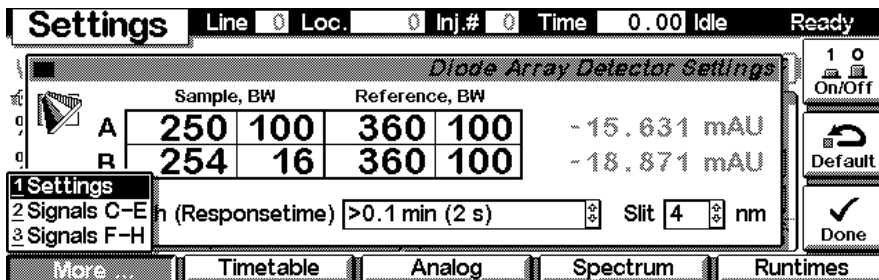 Settings Line 0 Loc. 0 Inj.# 0 Time 0.00 Idle Ready
Diode Array Detector Settings
1 0
On/Off
Sample, BW Reference, BW
A 250 100 360 100 -15.631 mAU
B 254 16 360 100 -18.871 mAU
Default
1 Settings
2 Signals C-E
3 Signals F-H
h (Responsetime) >0.1 min (2 s) Slit 4 nm
Done
More ... Timetable Analog Spectrum Runtimes